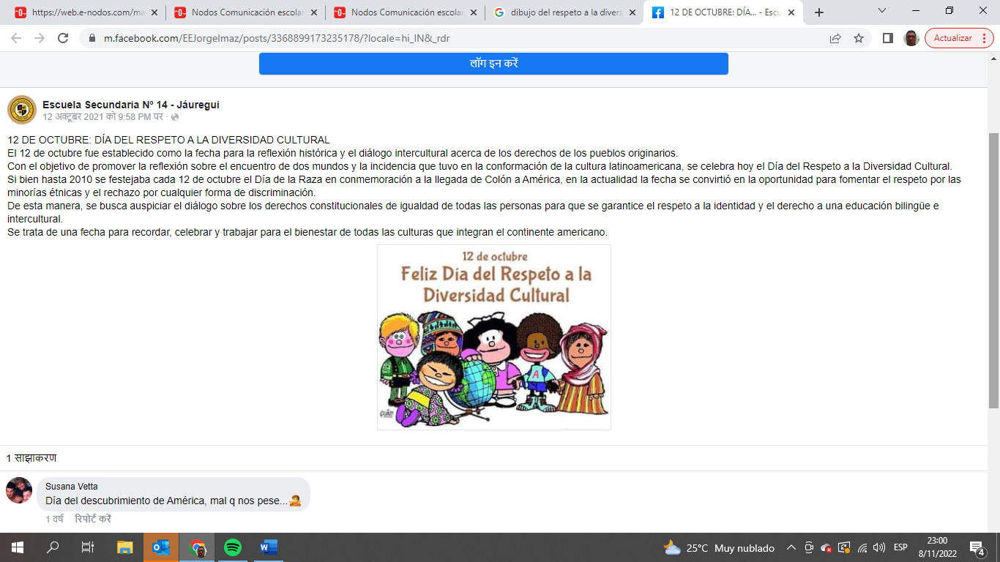 https://web.e-nodos.com/ma
Nodos Comunicación escolar
Nodos Comunicación escolar
dibujo del respeto a la divers
12 DE OCTUBRE: DÍA... - Escu
m.facebook.com/EEJorgelmaz/posts/3368899173235178/?locale=hi_IN&_rdr
Actualizar
लॉग इन करें
Escuela Secundaria Nº 14 - Jáuregui
12 अक्टूबर 2021 को 9:58 PM पर ·
12 DE OCTUBRE: DÍA DEL RESPETO A LA DIVERSIDAD CULTURAL
El 12 de octubre fue establecido como la fecha para la reflexión histórica y el diálogo intercultural acerca de los derechos de los pueblos originarios.
Con el objetivo de promover la reflexión sobre el encuentro de dos mundos y la incidencia que tuvo en la conformación de la cultura latinoamericana, se celebra hoy el Día del Respeto a la Diversidad Cultural.
Si bien hasta 2010 se festejaba cada 12 de octubre el Día de la Raza en conmemoración a la llegada de Colón a América, en la actualidad la fecha se convirtió en la oportunidad para fomentar el respeto por las
minorías étnicas y el rechazo por cualquier forma de discriminación.
De esta manera, se busca auspiciar el diálogo sobre los derechos constitucionales de igualdad de todas las personas para que se garantice el respeto a la identidad y el derecho a una educación bilingüe e
intercultural.
Se trata de una fecha para recordar, celebrar y trabajar para el bienestar de todas las culturas que integran el continente americano.
12 de octubre
Feliz Día del Respeto a la
Diversidad Cultural
A
1 साझाकरण
Susana Vetta
Día del descubrimiento de América, mal q nos pese...🤷
1 वर्ष रिपोर्ट करें
25°C Muy nublado
ESP
23:00
8/11/2022
4